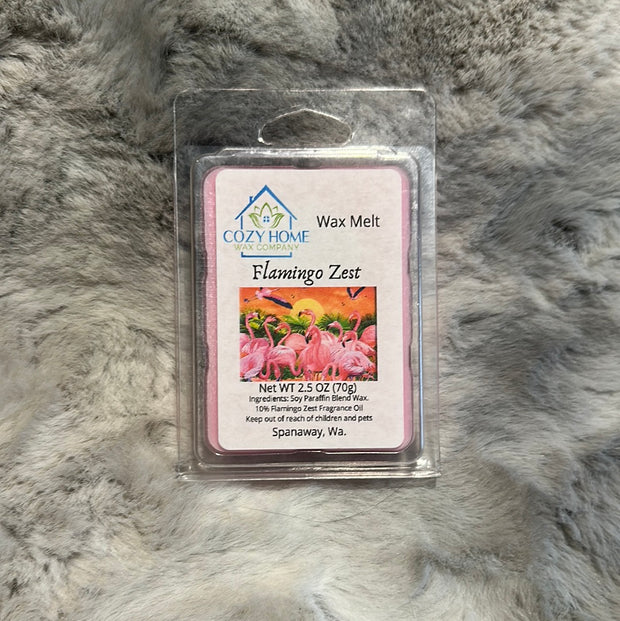 COZY HOME
WAX COMPANY
Wax Melt
Flamingo Zest
Net WT 2.5 OZ (70g)
Ingredients: Soy Paraffin Blend Wax.
10% Flamingo Zest Fragrance Oil
Keep out of reach of children and pets
Spanaway, Wa.